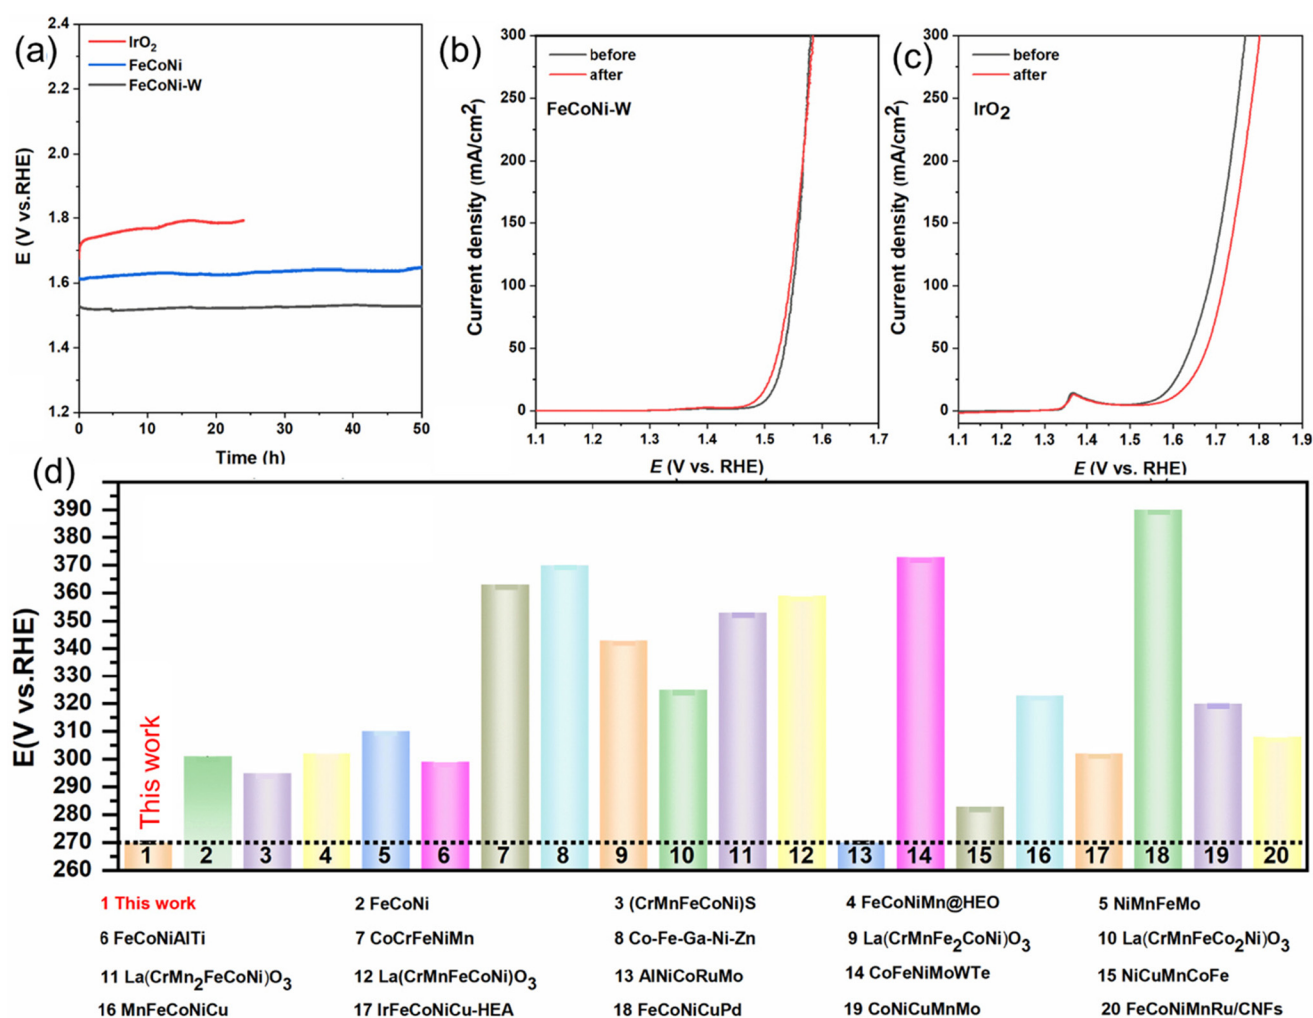 (a)
2.4
2.2
2.0
1.8
1.6
1.4
1.2
E (V vs.RHE)
IrO2
FeCoNi
FeCoNi-W
0 10 20 30 40 50
Time (h)
(b)
300
250
200
150
100
50
0
Current density (mA/cm2)
before
after
FeCoNi-W
1.1 1.2 1.3 1.4 1.5 1.6 1.7
E (V vs. RHE)
(c)
300
250
200
150
100
50
0
Current density (mA/cm2)
before
after
IrO2
1.1 1.2 1.3 1.4 1.5 1.6 1.7 1.8 1.9
E (V vs. RHE)
(d)
390
380
370
360
350
340
330
320
310
300
290
280
270
260
E(V vs.RHE)
This work
1 2 3 4 5 6 7 8 9 10 11 12 13 14 15 16 17 18 19 20
1 This work 2 FeCoNi 3 (CrMnFeCoNi)S 4 FeCoNiMn@HEO 5 NiMnFeMo
6 FeCoNiAlTi 7 CoCrFeNiMn 8 Co-Fe-Ga-Ni-Zn 9 La(CrMnFe2CoNi)O3 10 La(CrMnFeCo2Ni)O3
11 La(CrMn2FeCoNi)O3 12 La(CrMnFeCoNi)O3 13 AlNiCoRuMo 14 CoFeNiMoWTe 15 NiCuMnCoFe
16 MnFeCoNiCu 17 IrFeCoNiCu-HEA 18 FeCoNiCuPd 19 CoNiCuMnMo 20 FeCoNiMnRu/CNFs